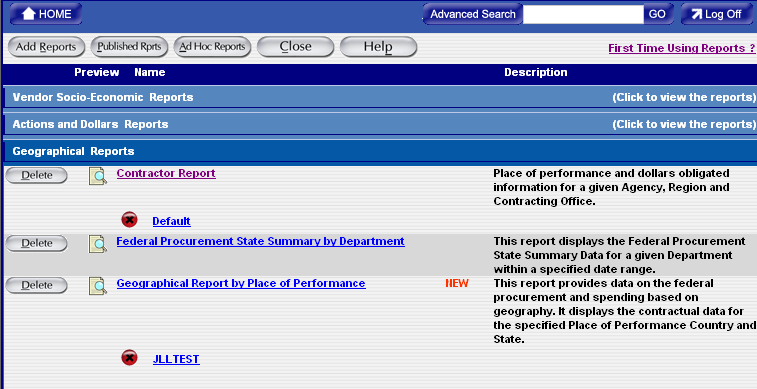 HOME Advanced Search GO Log Off
Add Reports Published Rprts Ad Hoc Reports Close Help First Time Using Reports ?
Preview Name Description
Vendor Socio-Economic Reports (Click to view the reports)
Actions and Dollars Reports (Click to view the reports)
Geographical Reports
Delete Contractor Report Place of performance and dollars obligated
information for a given Agency, Region and
Contracting Office.
Default
Delete Federal Procurement State Summary by Department This report displays the Federal Procurement
State Summary Data for a given Department
within a specified date range.
Delete Geographical Report by Place of Performance NEW This report provides data on the federal
procurement and spending based on
geography. It displays the contractual data for
the specified Place of Performance Country and
State.
JLLTEST